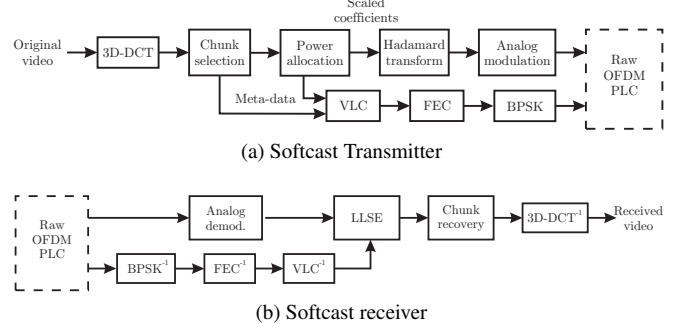 Scaled
coefficients
Original
video
3D-DCT
Chunk
selection
Power
allocation
Hadamard
transform
Analog
modulation
Raw
OFDM
PLC
Meta-data
VLC
FEC
BPSK
(a) Softcast Transmitter
Raw
OFDM
PLC
Analog
demod.
LLSE
Chunk
recovery
3D-DCT-1
Received
video
BPSK-1
FEC-1
VLC-1
(b) Softcast receiver